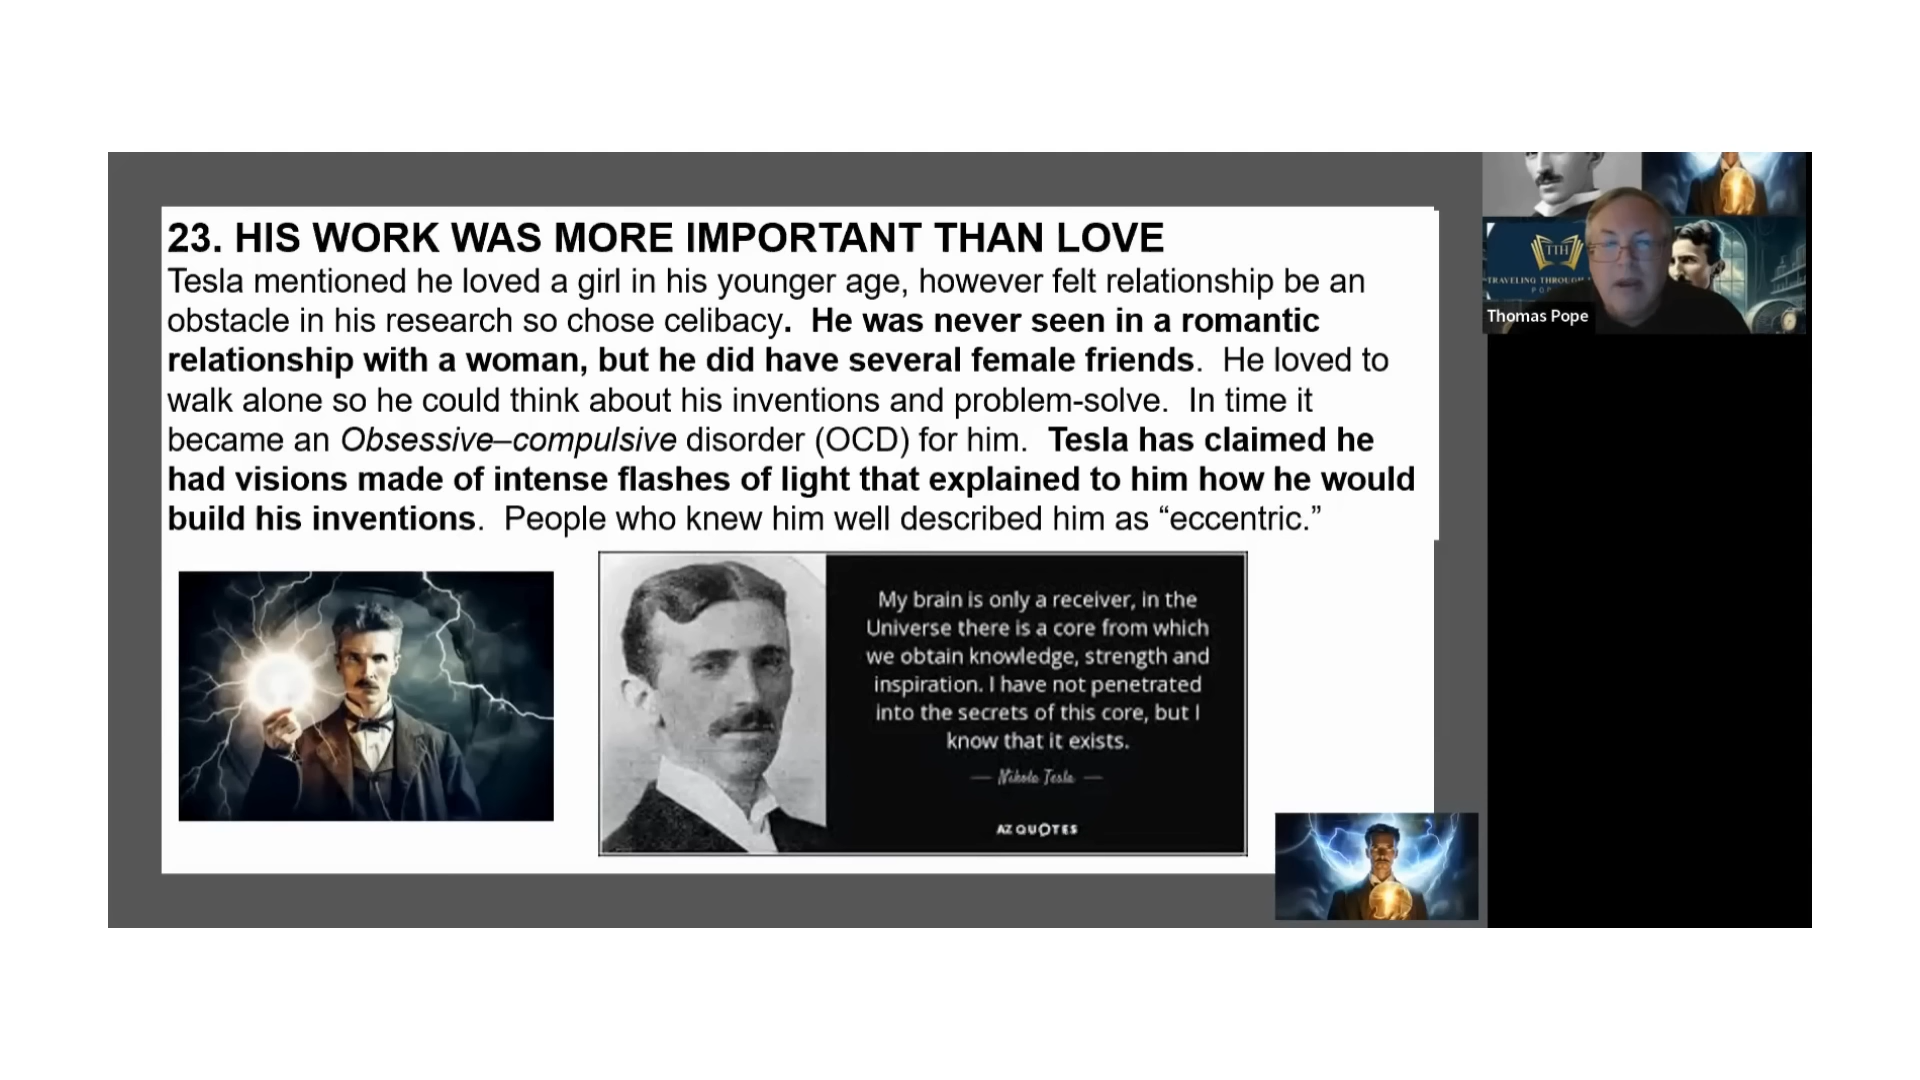 23. HIS WORK WAS MORE IMPORTANT THAN LOVE
Tesla mentioned he loved a girl in his younger age, however felt relationship be an
obstacle in his research so chose celibacy. He was never seen in a romantic
relationship with a woman, but he did have several female friends. He loved to
walk alone so he could think about his inventions and problem-solve. In time it
became an Obsessive–compulsive disorder (OCD) for him. Tesla has claimed he
had visions made of intense flashes of light that explained to him how he would
build his inventions. People who knew him well described him as “eccentric.”
My brain is only a receiver, in the
Universe there is a core from which
we obtain knowledge, strength and
inspiration. I have not penetrated
into the secrets of this core, but I
know that it exists.
— Nikola Tesla —
AZ QUOTES
TTH
TRAVELING THROUGH
Thomas Pope